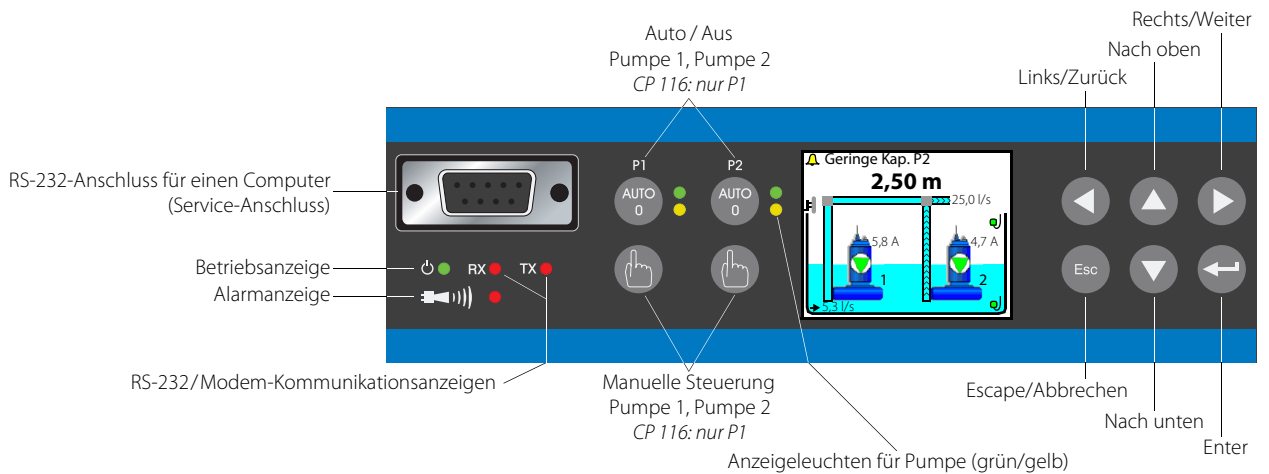 Rechts/Weiter
Auto / Aus
Pumpe 1, Pumpe 2
CP 116: nur P1
Nach oben
Links/Zurück
RS-232-Anschluss für einen Computer
(Service-Anschluss)
P1
P2
AUTO
0
AUTO
0
Geringe Kap. P2
2,50 m
25,0 l/s
5,8 A
4,7 A
1
2
5,3 l/s
Esc
Betriebsanzeige
RX
TX
Alarmanzeige
RS-232/Modem-Kommunikationsanzeigen
Manuelle Steuerung
Pumpe 1, Pumpe 2
CP 116: nur P1
Escape/Abbrechen
Nach unten
Enter
Anzeigeleuchten für Pumpe (grün/gelb)